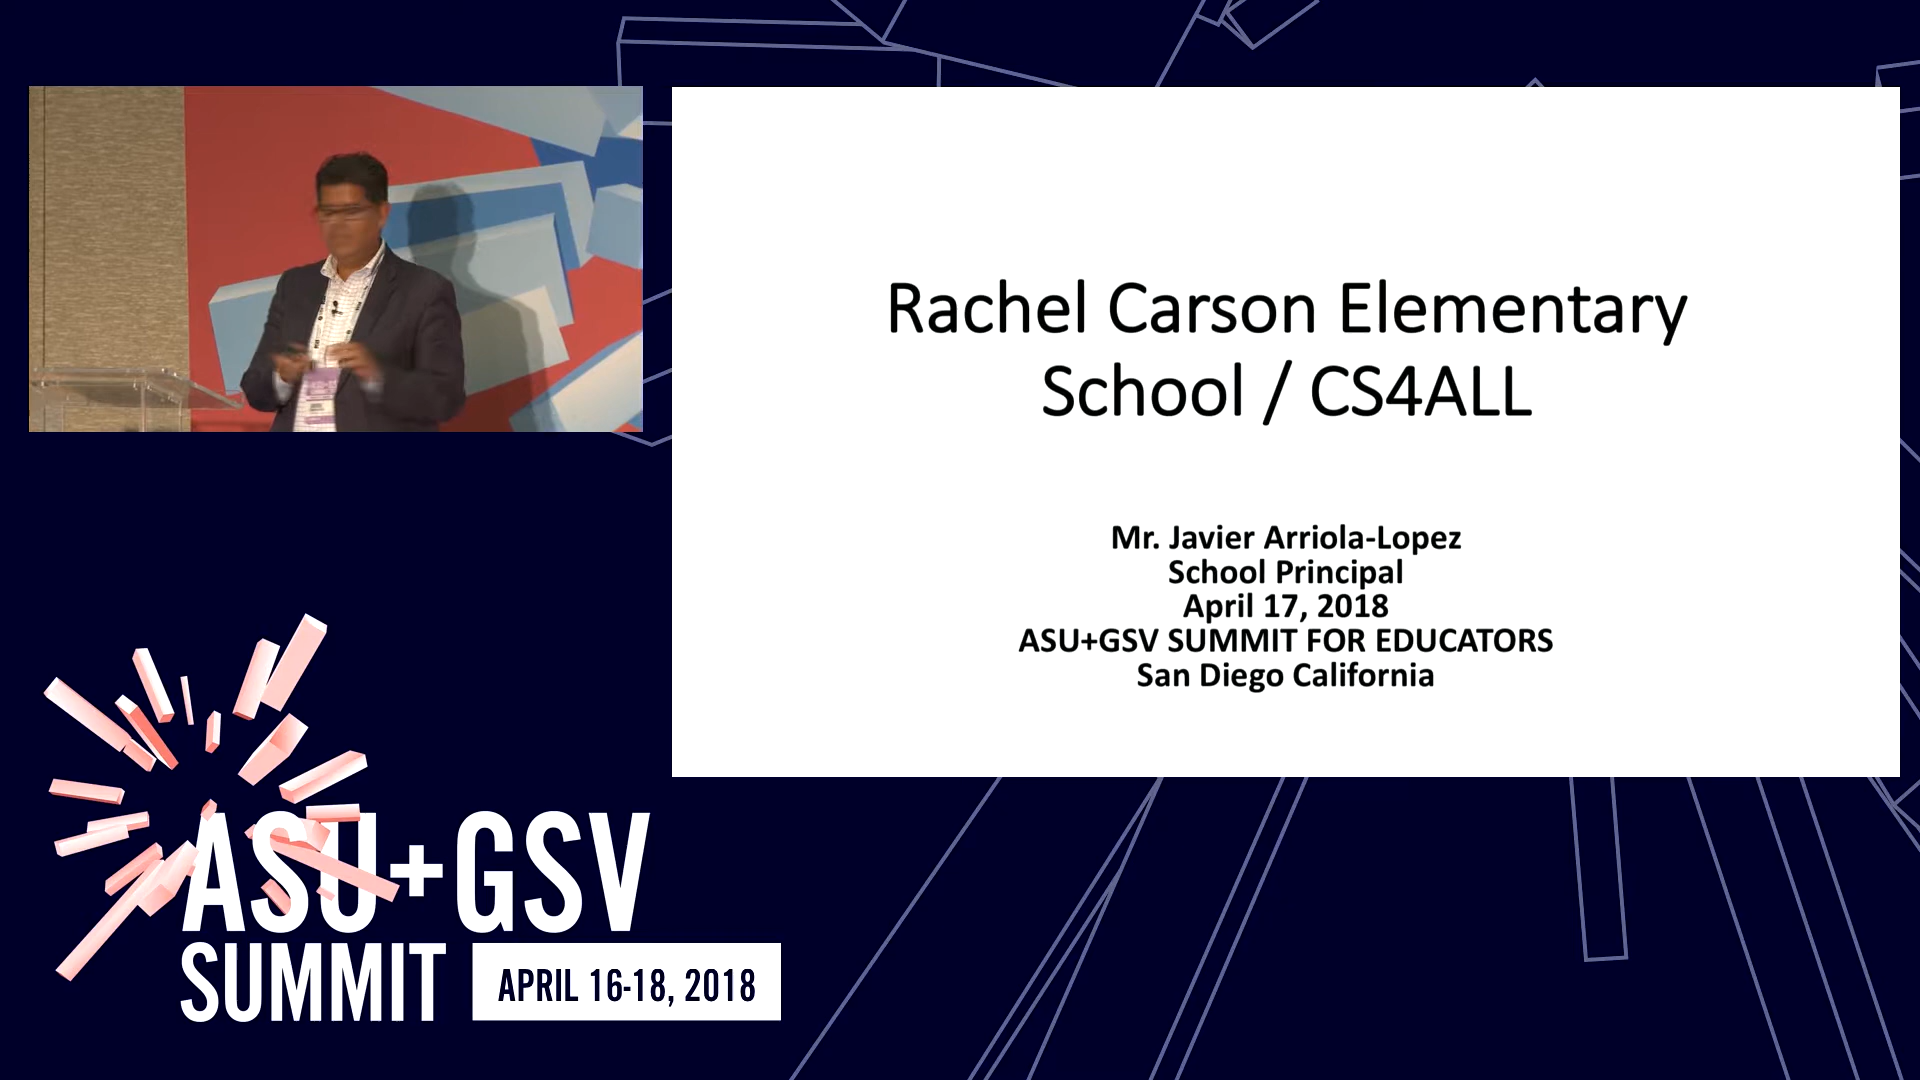 Rachel Carson Elementary
School / CS4ALL
Mr. Javier Arriola-Lopez
School Principal
April 17, 2018
ASU+GSV SUMMIT FOR EDUCATORS
San Diego California
ASU+GSV
SUMMIT
APRIL 16-18, 2018